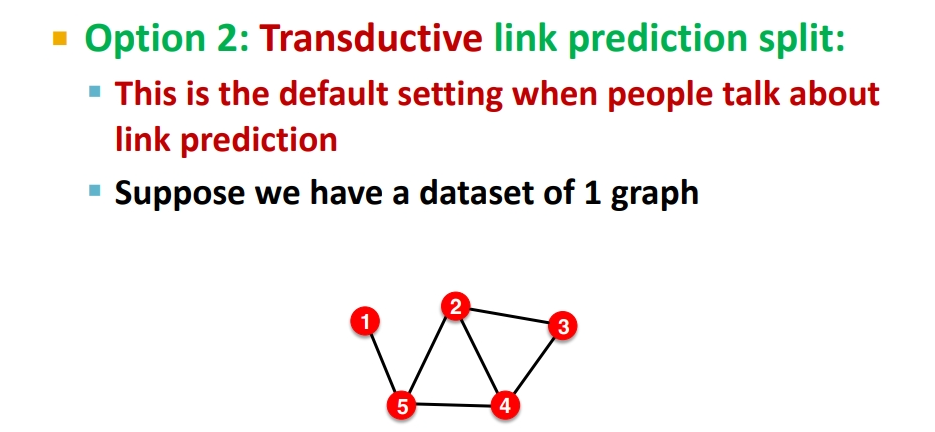 Option 2: Transductive link prediction split:
This is the default setting when people talk about
link prediction
Suppose we have a dataset of 1 graph
2
1
3
5
4